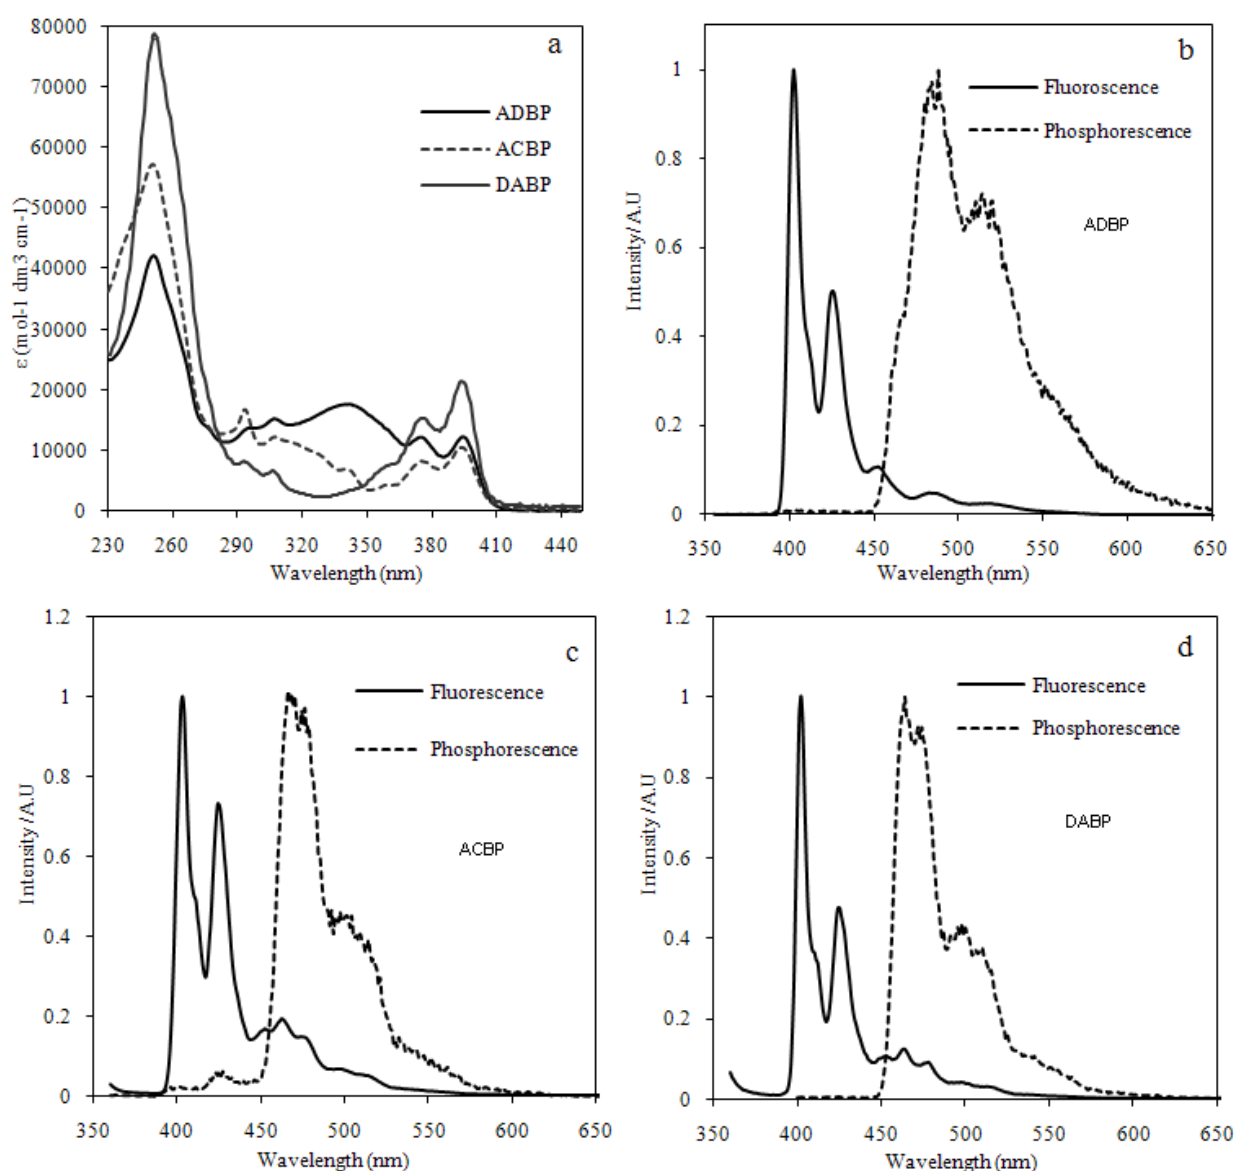 a
80000
70000
60000
50000
40000
30000
20000
10000
0
ε (mol-1 dm3 cm-1)
ADBP
ACBP
DABP
230 260 290 320 350 380 410 440
Wavelength (nm)
b
1
0.8
0.6
0.4
0.2
0
Intensity/ A.U
Fluoroscence
Phosphorescence
ADBP
350 400 450 500 550 600 650
Wavelength (nm)
c
1.2
1
0.8
0.6
0.4
0.2
0
Intensity / A.U
Fluorescence
Phosphorescence
ACBP
350 400 450 500 550 600 650
Wavelength (nm)
d
1.2
1
0.8
0.6
0.4
0.2
0
Intensity / A.U
Fluorescence
Phosphorescence
DABP
350 400 450 500 550 600 650
Wavelength (nm)